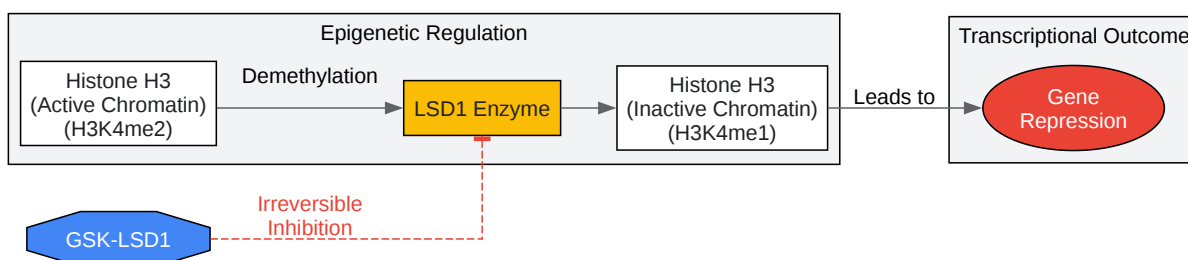 Epigenetic Regulation
Histone H3
(Active Chromatin)
(H3K4me2)
Demethylation
LSD1 Enzyme
Histone H3
(Inactive Chromatin)
(H3K4me1)
Leads to
Transcriptional Outcome
Gene
Repression
Irreversible
Inhibition
GSK-LSD1